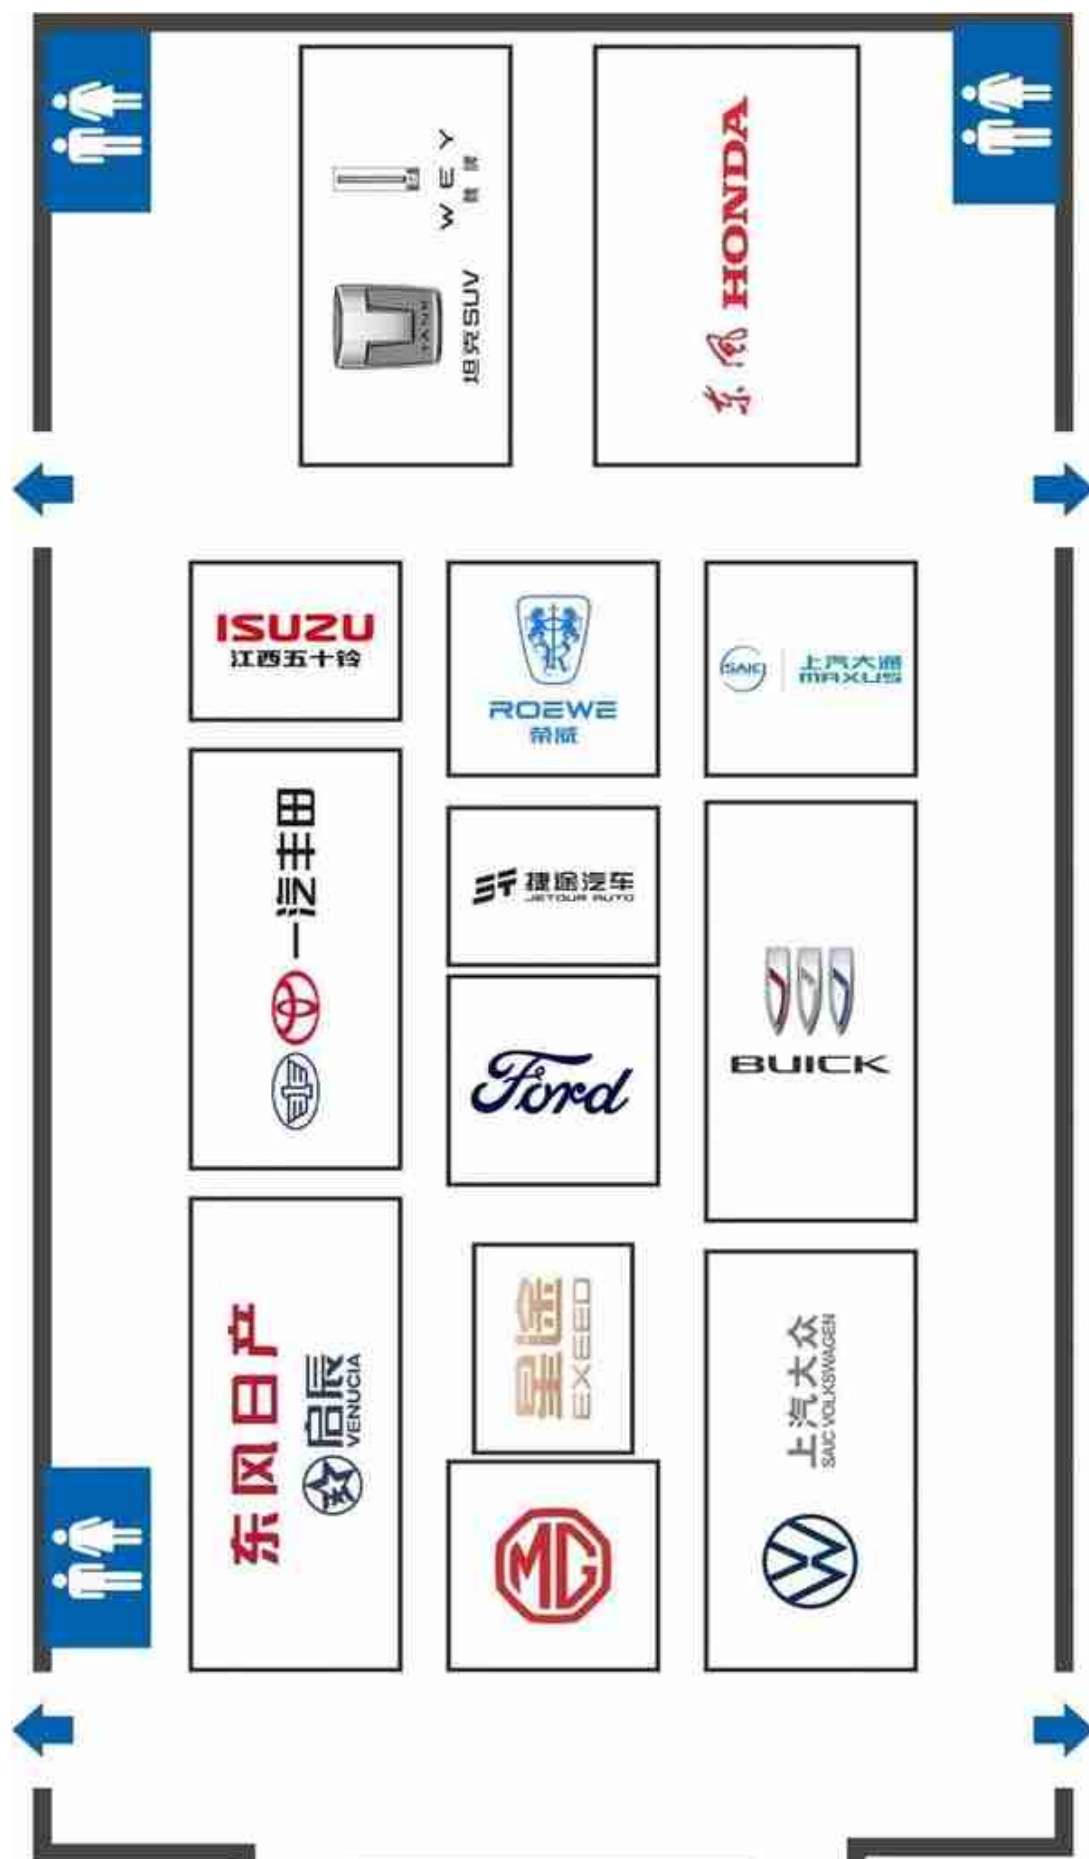 WEY
魏牌
TANK
坦克SUV
东风 HONDA
ISUZU
江西五十铃
ROEWE
荣威
SAIC
上汽大通
MAXUS
一汽丰田
捷途汽车
JETOUR AUTO
Ford
BUICK
东风日产
启辰
VENUCIA
星途
EXEED
上汽大众
SAIC VOLKSWAGEN
MG